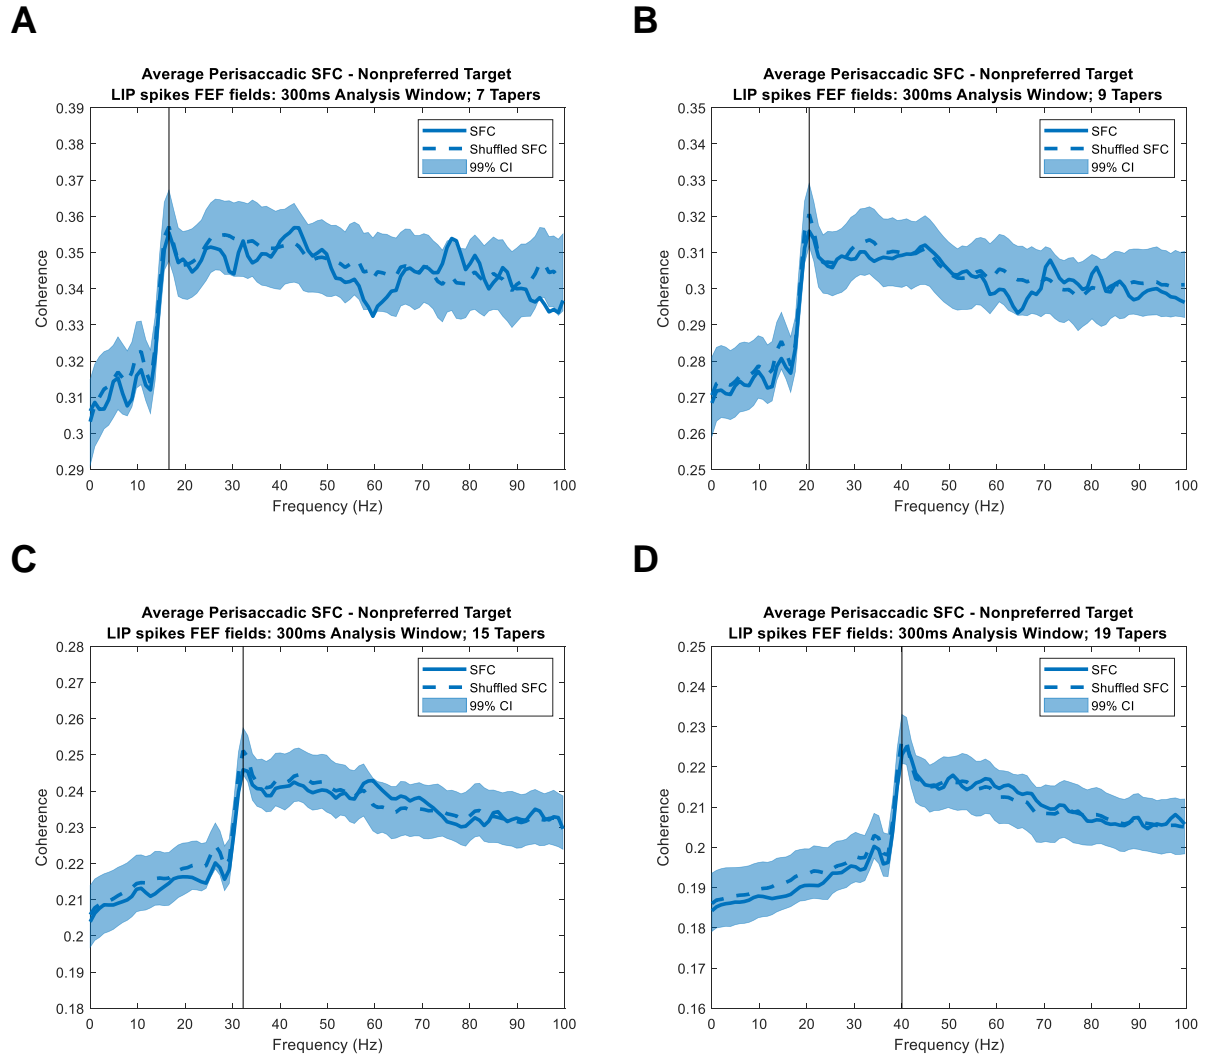 A
Average Perisaccadic SFC - Nonpreferred Target
LIP spikes FEF fields: 300ms Analysis Window; 7 Tapers
0.39
0.38
0.37
0.36
0.35
0.34
0.33
0.32
0.31
0.3
0.29
Coherence
SFC
Shuffled SFC
99% CI
0 10 20 30 40 50 60 70 80 90 100
Frequency (Hz)
B
Average Perisaccadic SFC - Nonpreferred Target
LIP spikes FEF fields: 300ms Analysis Window; 9 Tapers
0.35
0.34
0.33
0.32
0.31
0.3
0.29
0.28
0.27
0.26
0.25
Coherence
SFC
Shuffled SFC
99% CI
0 10 20 30 40 50 60 70 80 90 100
Frequency (Hz)
C
Average Perisaccadic SFC - Nonpreferred Target
LIP spikes FEF fields: 300ms Analysis Window; 15 Tapers
0.28
0.27
0.26
0.25
0.24
0.23
0.22
0.21
0.2
0.19
0.18
Coherence
SFC
Shuffled SFC
99% CI
0 10 20 30 40 50 60 70 80 90 100
Frequency (Hz)
D
Average Perisaccadic SFC - Nonpreferred Target
LIP spikes FEF fields: 300ms Analysis Window; 19 Tapers
0.25
0.24
0.23
0.22
0.21
0.2
0.19
0.18
0.17
0.16
Coherence
SFC
Shuffled SFC
99% CI
0 10 20 30 40 50 60 70 80 90 100
Frequency (Hz)